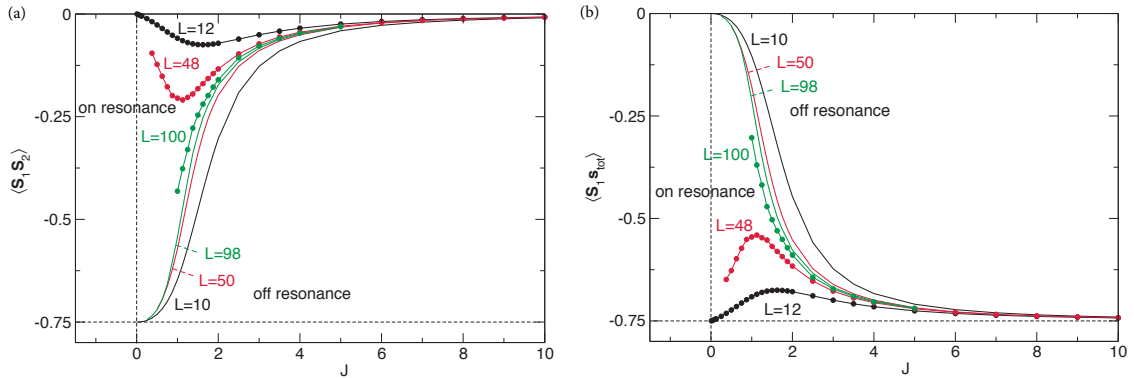 (a)
0
-0.25
-0.5
-0.75
⟨S₁S₂⟩
L=12
L=48
on resonance
L=100
L=98
L=50
L=10
off resonance
0 2 4 6 8 10
J
(b)
0
-0.25
-0.5
-0.75
⟨S₁s_tot⟩
L=10
L=50
L=98
off resonance
L=100
on resonance
L=48
L=12
0 2 4 6 8 10
J